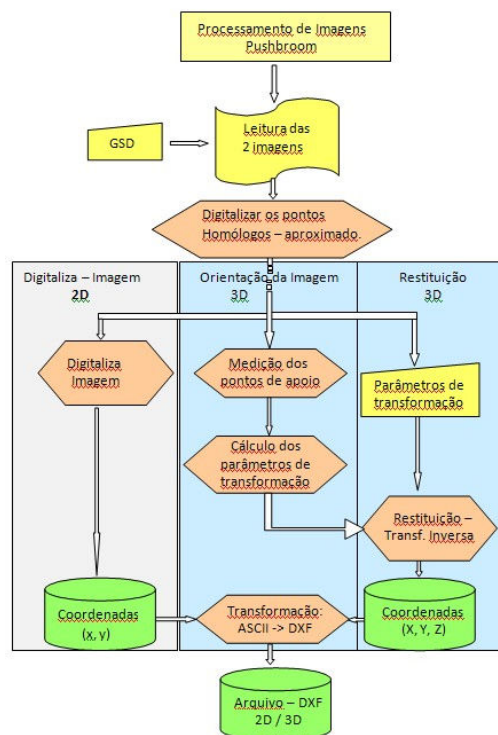 Processamento de Imagens
Pushbroom
GSD
Leitura das
2 imagens
Digitalizar os pontos
Homólogos – aproximado.
Digitaliza – Imagem
2D
Orientação da Imagem
3D
Restituição
3D
Digitaliza
Imagem
Medição dos
pontos de apoio
Parâmetros de
transformação
Cálculo dos
parâmetros de
transformação
Restituição –
Transf. Inversa
Coordenadas
(x, y)
Transformação:
ASCII -> DXF
Coordenadas
(X, Y, Z)
Arquivo – DXF
2D / 3D